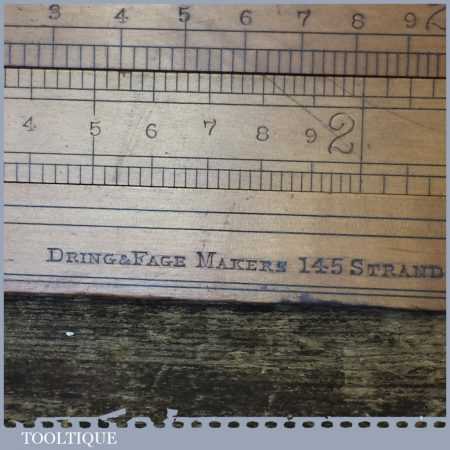 3 4 5 6 7 8 9 2
4 5 6 7 8 9 2
DRING & FAGE MAKERS 145 STRAND
TOOLTIQUE